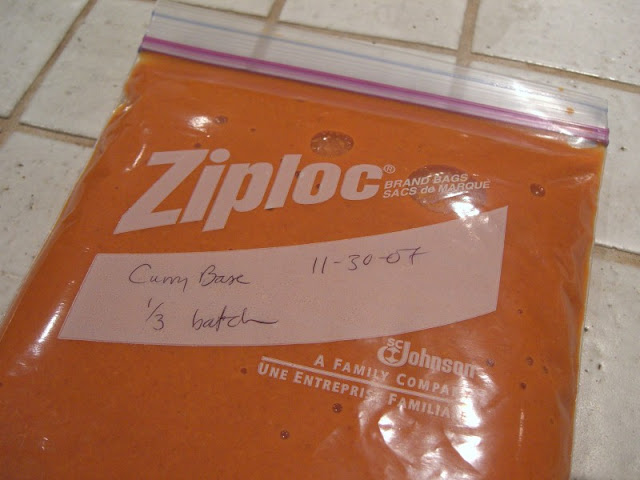 Ziploc®
BRAND BAGS
SACS de MARQUE
Curry Base 11-30-07
1/3 batch
SC Johnson
A FAMILY COMPANY
UNE ENTREPRISE FAMILIALE